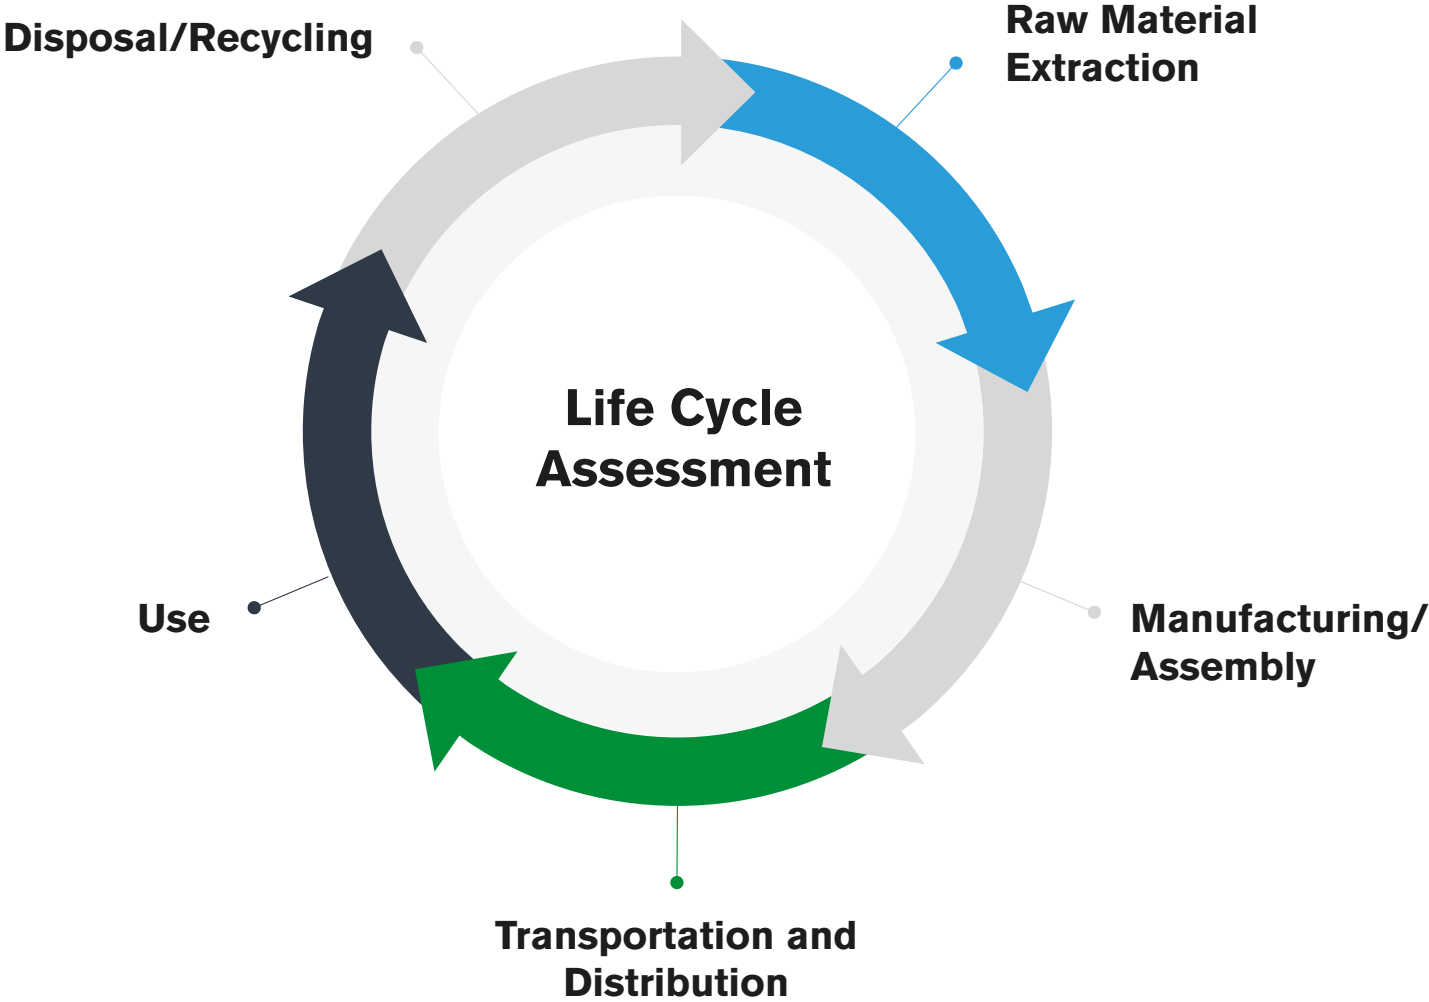 Disposal/Recycling
Raw Material
Extraction
Life Cycle
Assessment
Use
Manufacturing/
Assembly
Transportation and
Distribution